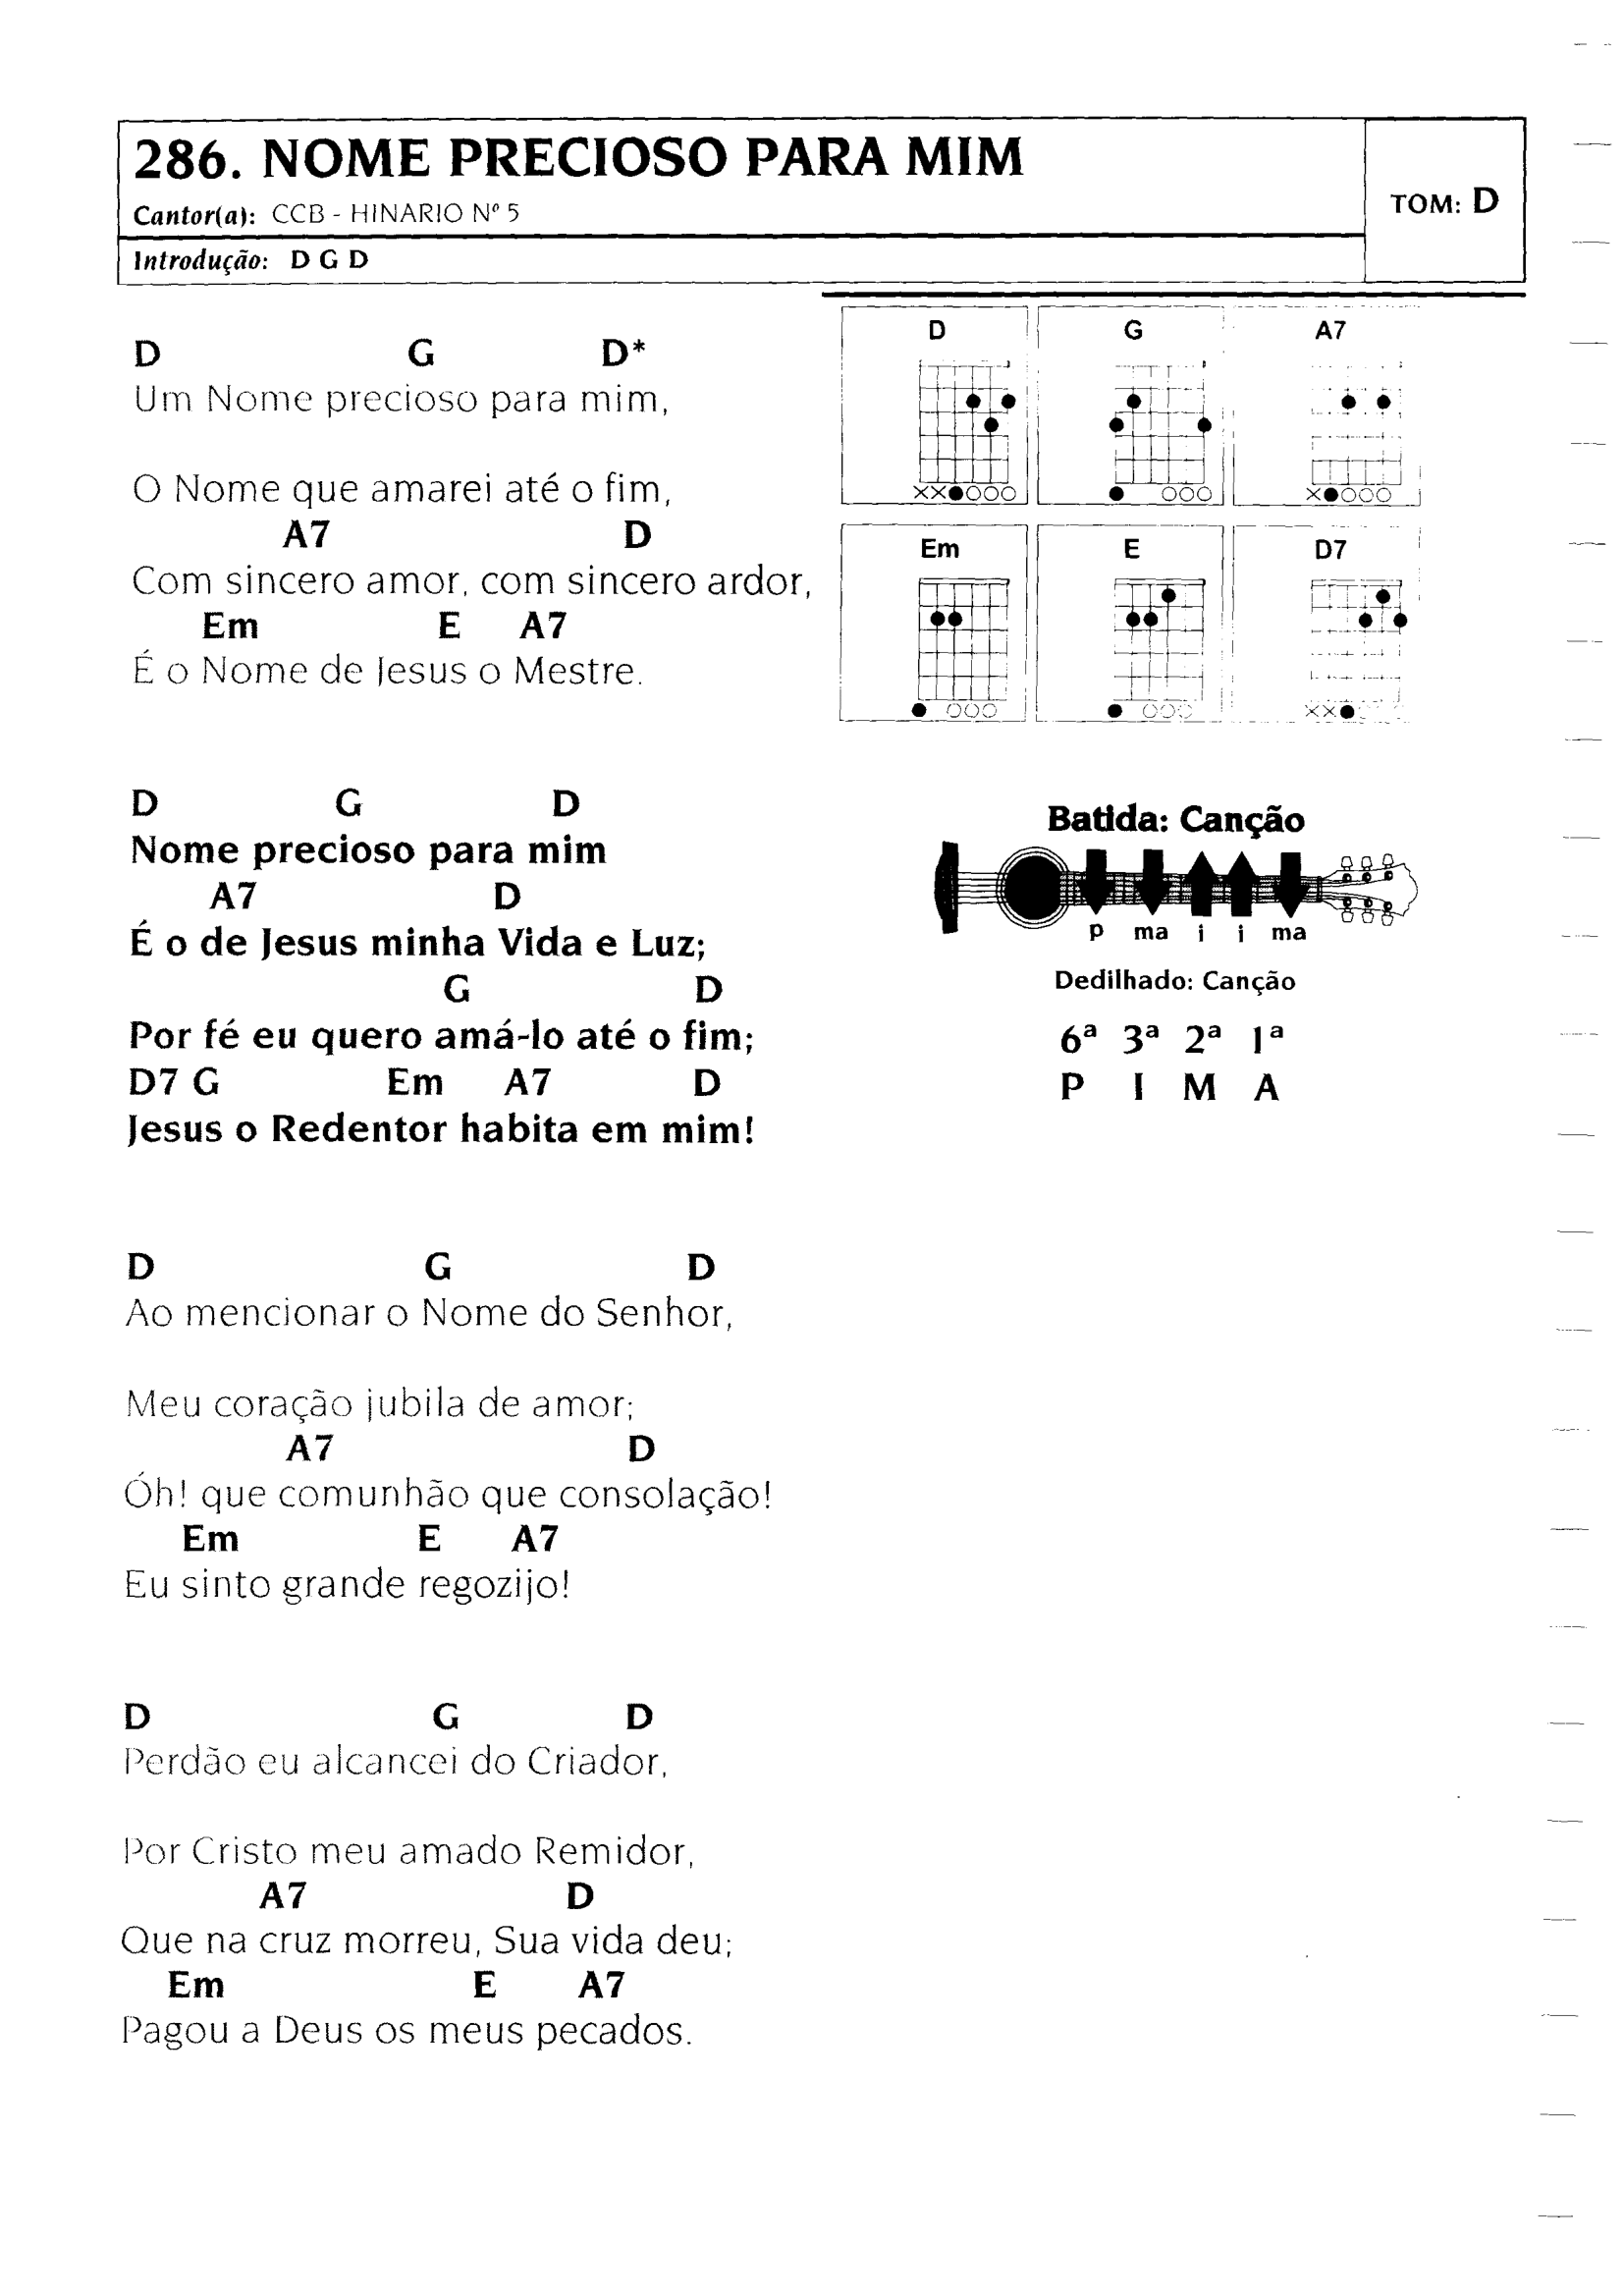 286. NOME PRECIOSO PARA MIM
Cantor(a): CCB - HINARIO Nº 5
TOM: D
Introdução: D G D
D G D*
Um Nome precioso para mim,
O Nome que amarei até o fim,
A7 D
Com sincero amor, com sincero ardor,
Em E A7
É o Nome de Jesus o Mestre.
D G D
Nome precioso para mim
A7 D
É o de Jesus minha Vida e Luz;
G D
Por fé eu quero amá-lo até o fim;
D7 G Em A7 D
Jesus o Redentor habita em mim!
D G D
Ao mencionar o Nome do Senhor,
Meu coração jubila de amor;
A7 D
Óh! que comunhão que consolação!
Em E A7
Eu sinto grande regozijo!
D G D
Perdão eu alcancei do Criador,
Por Cristo meu amado Remidor,
A7 D
Que na cruz morreu, Sua vida deu;
Em E A7
Pagou a Deus os meus pecados.
D G A7
Em E D7
Batida: Canção
p ma i i ma
Dedilhado: Canção
6ª 3ª 2ª 1ª
P I M A